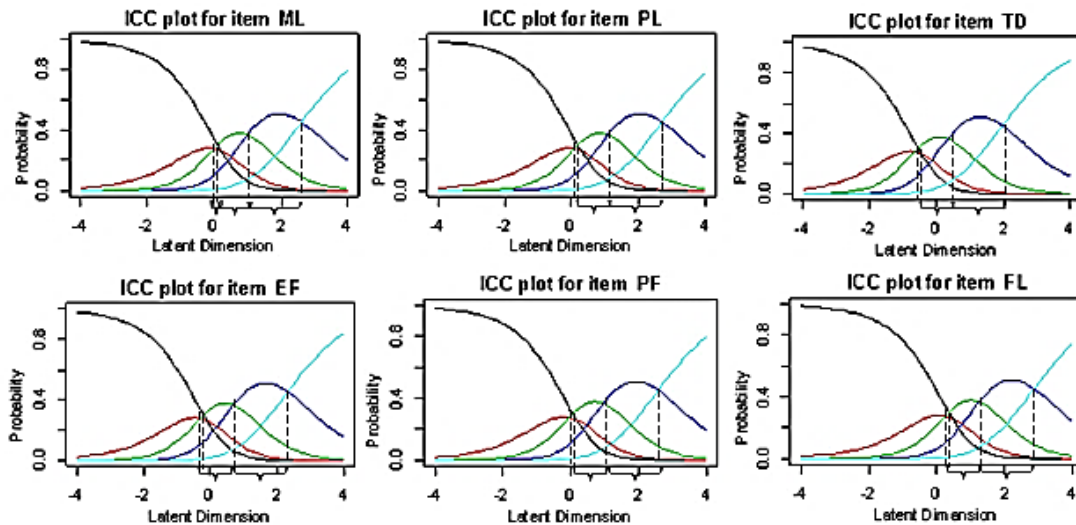 ICC plot for item ML
Probability
0.0 0.4 0.8
-4 -2 0 2 4
Latent Dimension
ICC plot for item PL
Probability
0.0 0.4 0.8
-4 -2 0 2 4
Latent Dimension
ICC plot for item TD
Probability
0.0 0.4 0.8
-4 -2 0 2 4
Latent Dimension
ICC plot for item EF
Probability
0.0 0.4 0.8
-4 -2 0 2 4
Latent Dimension
ICC plot for item PF
Probability
0.0 0.4 0.8
-4 -2 0 2 4
Latent Dimension
ICC plot for item FL
Probability
0.0 0.4 0.8
-4 -2 0 2 4
Latent Dimension